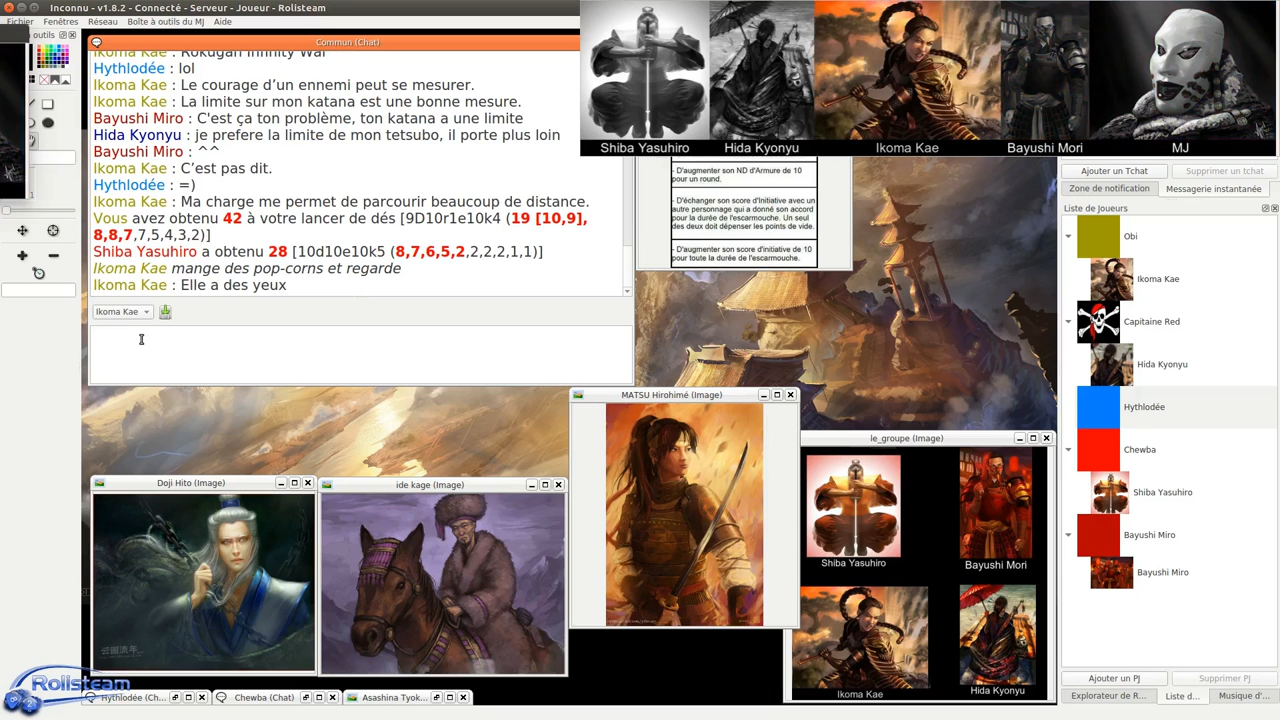 Inconnu - v1.8.2 - Connecté - Serveur - Joueur - Rolisteam
Fichier Fenêtres Réseau Boîte à outils du MJ Aide
outils
Commun (Chat)
Ikoma Kae : Rokugan Infinity War
Hythlodée : lol
Ikoma Kae : Le courage d'un ennemi peut se mesurer.
Ikoma Kae : La limite sur mon katana est une bonne mesure.
Bayushi Miro : C'est ça ton problème, ton katana a une limite
Hida Kyonyu : je prefere la limite de mon tetsubo, il porte plus loin
Bayushi Miro : ^^
Ikoma Kae : C'est pas dit.
Hythlodée : =)
Ikoma Kae : Ma charge me permet de parcourir beaucoup de distance.
Vous avez obtenu 42 à votre lancer de dés [9D10r1e10k4 (19 [10,9],
8,8,7,7,5,4,3,2)]
Shiba Yasuhiro a obtenu 28 [10d10e10k5 (8,7,6,5,2,2,2,2,1,1)]
Ikoma Kae mange des pop-corns et regarde
Ikoma Kae : Elle a des yeux
Ikoma Kae
Shiba Yasuhiro
Hida Kyonyu
Ikoma Kae
Bayushi Mori
MJ
- D'augmenter son ND d'Armure de 10
pour un round.
- D'échanger son score d'Initiative avec un
autre personnage qui a donné son accord
pour la durée de l'escarmouche. Un seul
des deux doit dépenser les points de vide.
- D'augmenter son score d'initiative de 10
pour toute la durée de l'escarmouche.
Ajouter un Tchat
Supprimer un tchat
Zone de notification
Messagerie instantanée
Liste de Joueurs
Obi
Ikoma Kae
Capitaine Red
Hida Kyonyu
Hythlodée
Chewba
Shiba Yasuhiro
Bayushi Miro
Bayushi Miro
MATSU Hirohimé (Image)
le_groupe (Image)
Shiba Yasuhiro
Bayushi Mori
Ikoma Kae
Hida Kyonyu
Doji Hito (Image)
ide kage (Image)
Rolisteam
Hythlodée (Ch...
Chewba (Chat)
Asashina Tyok...
Ajouter un PJ
Supprimer PJ
Explorateur de R...
Liste d...
Musique d'...